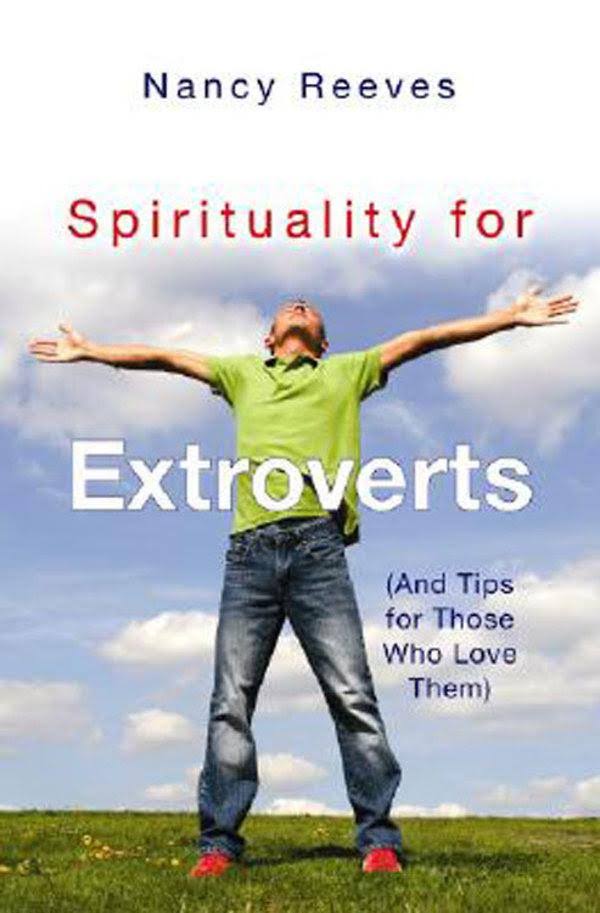 Nancy Reeves
Spirituality for
Extroverts
(And Tips
for Those
Who Love
Them)